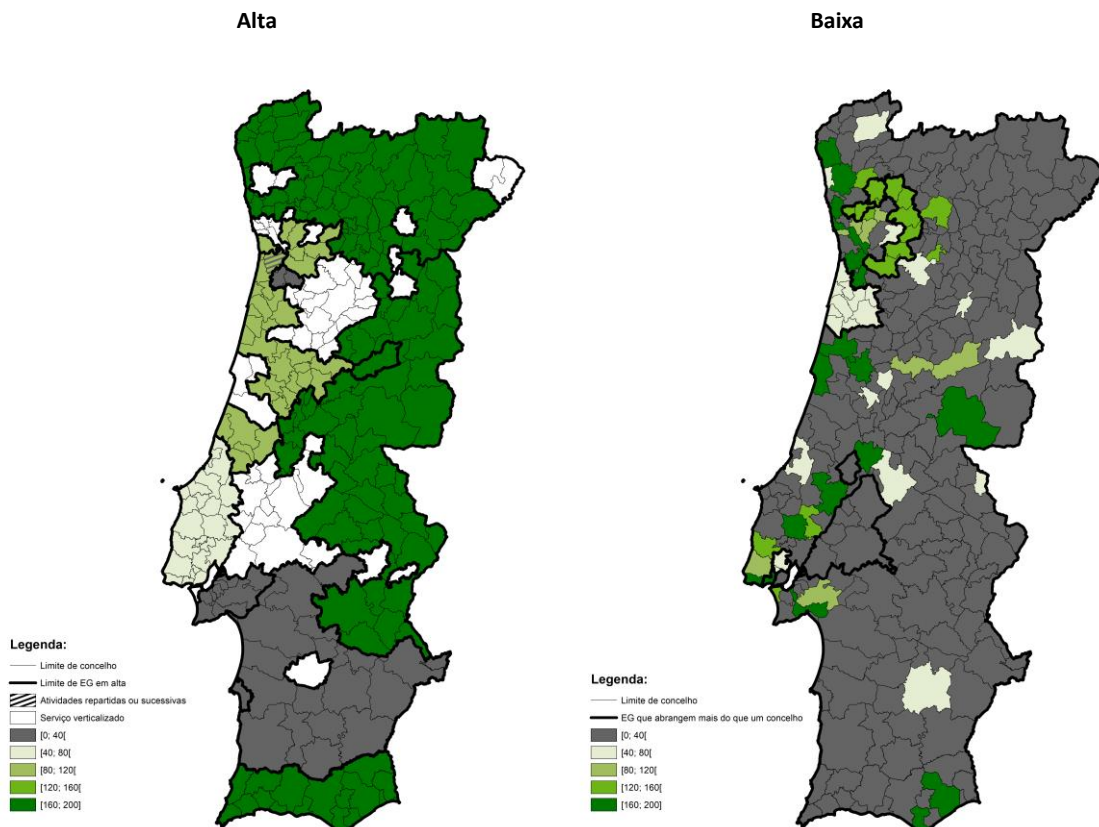 Alta
Baixa
Legenda:
Limite de concelho
Limite de EG em alta
Atividades repartidas ou sucessivas
Serviço verticalizado
[0; 40[
[40; 80[
[80; 120[
[120; 160[
[160; 200]
Legenda:
Limite de concelho
EG que abrangem mais do que um concelho
[0; 40[
[40; 80[
[80; 120[
[120; 160[
[160; 200]